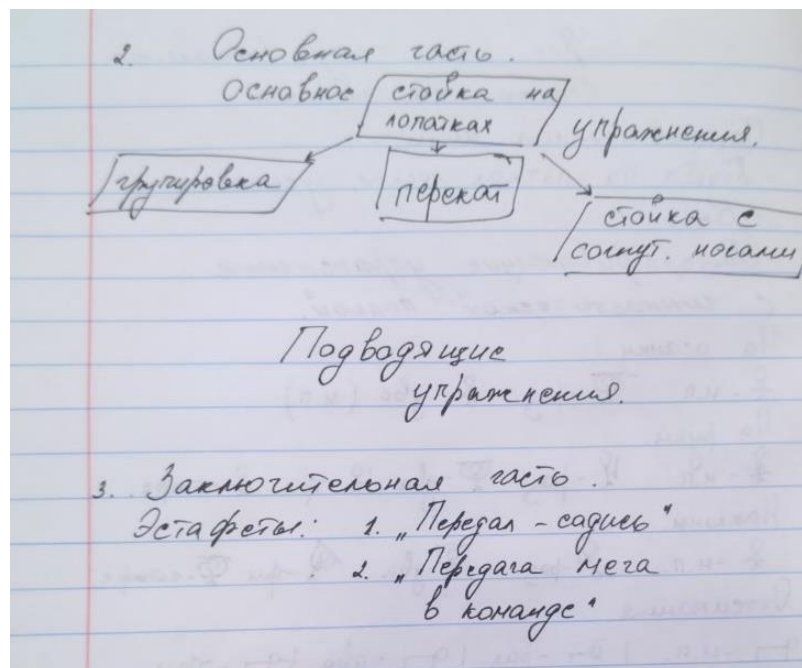 2. Основная часть.
Основное
стойка на
лопатках
упражнения.
группировка
перекат
стойка с
согнут. ногами
Подводящие
упражнения.
3. Заключительная часть.
Эстафеты: 1. „Передал - садись“
2. „Передача мяча
в команде“